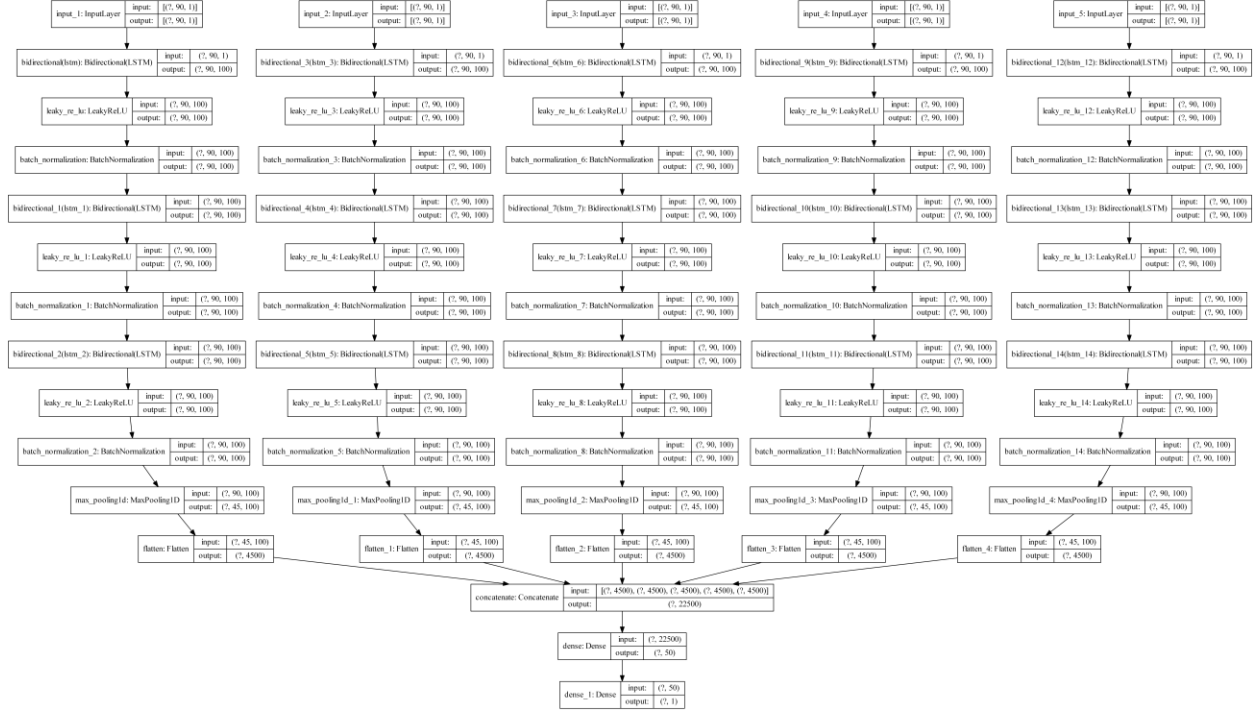 input_1: InputLayer input: [(?, 90, 1)] output: [(?, 90, 1)]
input_2: InputLayer input: [(?, 90, 1)] output: [(?, 90, 1)]
input_3: InputLayer input: [(?, 90, 1)] output: [(?, 90, 1)]
input_4: InputLayer input: [(?, 90, 1)] output: [(?, 90, 1)]
input_5: InputLayer input: [(?, 90, 1)] output: [(?, 90, 1)]
bidirectional(lstm): Bidirectional(LSTM) input: (?, 90, 1) output: (?, 90, 100)
bidirectional_3(lstm_3): Bidirectional(LSTM) input: (?, 90, 1) output: (?, 90, 100)
bidirectional_6(lstm_6): Bidirectional(LSTM) input: (?, 90, 1) output: (?, 90, 100)
bidirectional_9(lstm_9): Bidirectional(LSTM) input: (?, 90, 1) output: (?, 90, 100)
bidirectional_12(lstm_12): Bidirectional(LSTM) input: (?, 90, 1) output: (?, 90, 100)
leaky_re_lu: LeakyReLU input: (?, 90, 100) output: (?, 90, 100)
leaky_re_lu_3: LeakyReLU input: (?, 90, 100) output: (?, 90, 100)
leaky_re_lu_6: LeakyReLU input: (?, 90, 100) output: (?, 90, 100)
leaky_re_lu_9: LeakyReLU input: (?, 90, 100) output: (?, 90, 100)
leaky_re_lu_12: LeakyReLU input: (?, 90, 100) output: (?, 90, 100)
batch_normalization: BatchNormalization input: (?, 90, 100) output: (?, 90, 100)
batch_normalization_3: BatchNormalization input: (?, 90, 100) output: (?, 90, 100)
batch_normalization_6: BatchNormalization input: (?, 90, 100) output: (?, 90, 100)
batch_normalization_9: BatchNormalization input: (?, 90, 100) output: (?, 90, 100)
batch_normalization_12: BatchNormalization input: (?, 90, 100) output: (?, 90, 100)
bidirectional_1(lstm_1): Bidirectional(LSTM) input: (?, 90, 100) output: (?, 90, 100)
bidirectional_4(lstm_4): Bidirectional(LSTM) input: (?, 90, 100) output: (?, 90, 100)
bidirectional_7(lstm_7): Bidirectional(LSTM) input: (?, 90, 100) output: (?, 90, 100)
bidirectional_10(lstm_10): Bidirectional(LSTM) input: (?, 90, 100) output: (?, 90, 100)
bidirectional_13(lstm_13): Bidirectional(LSTM) input: (?, 90, 100) output: (?, 90, 100)
leaky_re_lu_1: LeakyReLU input: (?, 90, 100) output: (?, 90, 100)
leaky_re_lu_4: LeakyReLU input: (?, 90, 100) output: (?, 90, 100)
leaky_re_lu_7: LeakyReLU input: (?, 90, 100) output: (?, 90, 100)
leaky_re_lu_10: LeakyReLU input: (?, 90, 100) output: (?, 90, 100)
leaky_re_lu_13: LeakyReLU input: (?, 90, 100) output: (?, 90, 100)
batch_normalization_1: BatchNormalization input: (?, 90, 100) output: (?, 90, 100)
batch_normalization_4: BatchNormalization input: (?, 90, 100) output: (?, 90, 100)
batch_normalization_7: BatchNormalization input: (?, 90, 100) output: (?, 90, 100)
batch_normalization_10: BatchNormalization input: (?, 90, 100) output: (?, 90, 100)
batch_normalization_13: BatchNormalization input: (?, 90, 100) output: (?, 90, 100)
bidirectional_2(lstm_2): Bidirectional(LSTM) input: (?, 90, 100) output: (?, 90, 100)
bidirectional_5(lstm_5): Bidirectional(LSTM) input: (?, 90, 100) output: (?, 90, 100)
bidirectional_8(lstm_8): Bidirectional(LSTM) input: (?, 90, 100) output: (?, 90, 100)
bidirectional_11(lstm_11): Bidirectional(LSTM) input: (?, 90, 100) output: (?, 90, 100)
bidirectional_14(lstm_14): Bidirectional(LSTM) input: (?, 90, 100) output: (?, 90, 100)
leaky_re_lu_2: LeakyReLU input: (?, 90, 100) output: (?, 90, 100)
leaky_re_lu_5: LeakyReLU input: (?, 90, 100) output: (?, 90, 100)
leaky_re_lu_8: LeakyReLU input: (?, 90, 100) output: (?, 90, 100)
leaky_re_lu_11: LeakyReLU input: (?, 90, 100) output: (?, 90, 100)
leaky_re_lu_14: LeakyReLU input: (?, 90, 100) output: (?, 90, 100)
batch_normalization_2: BatchNormalization input: (?, 90, 100) output: (?, 90, 100)
batch_normalization_5: BatchNormalization input: (?, 90, 100) output: (?, 90, 100)
batch_normalization_8: BatchNormalization input: (?, 90, 100) output: (?, 90, 100)
batch_normalization_11: BatchNormalization input: (?, 90, 100) output: (?, 90, 100)
batch_normalization_14: BatchNormalization input: (?, 90, 100) output: (?, 90, 100)
max_pooling1d: MaxPooling1D input: (?, 90, 100) output: (?, 45, 100)
max_pooling1d_1: MaxPooling1D input: (?, 90, 100) output: (?, 45, 100)
max_pooling1d_2: MaxPooling1D input: (?, 90, 100) output: (?, 45, 100)
max_pooling1d_3: MaxPooling1D input: (?, 90, 100) output: (?, 45, 100)
max_pooling1d_4: MaxPooling1D input: (?, 90, 100) output: (?, 45, 100)
flatten: Flatten input: (?, 45, 100) output: (?, 4500)
flatten_1: Flatten input: (?, 45, 100) output: (?, 4500)
flatten_2: Flatten input: (?, 45, 100) output: (?, 4500)
flatten_3: Flatten input: (?, 45, 100) output: (?, 4500)
flatten_4: Flatten input: (?, 45, 100) output: (?, 4500)
concatenate: Concatenate input: [(?, 4500), (?, 4500), (?, 4500), (?, 4500), (?, 4500)] output: (?, 22500)
dense: Dense input: (?, 22500) output: (?, 50)
dense_1: Dense input: (?, 50) output: (?, 1)